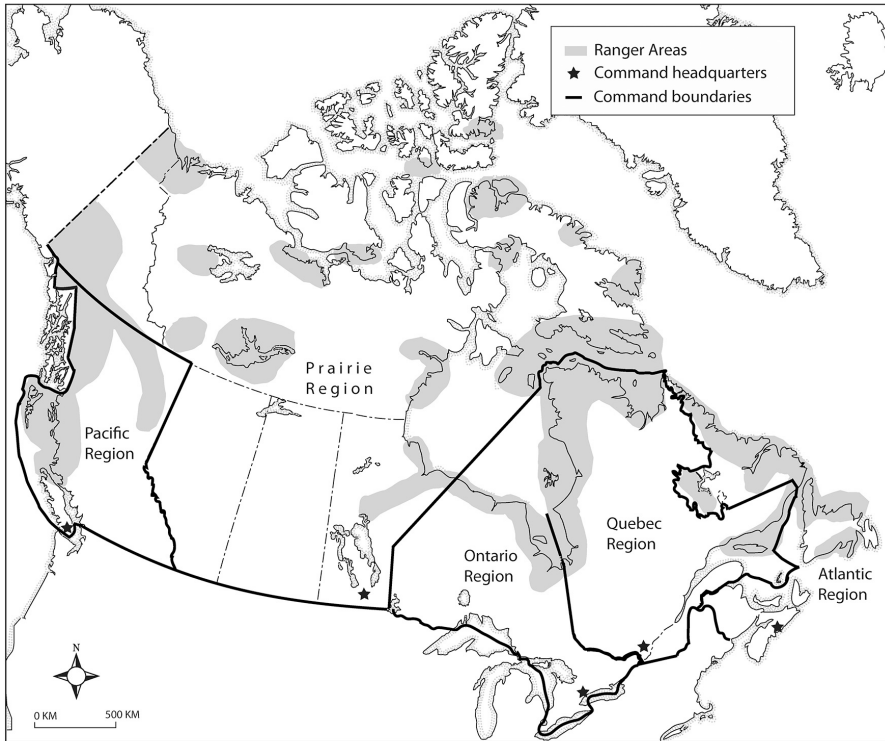 Ranger Areas
Command headquarters
Command boundaries
Prairie
Region
Pacific
Region
Quebec
Region
Ontario
Region
Atlantic
Region
N
0 KM 500 KM